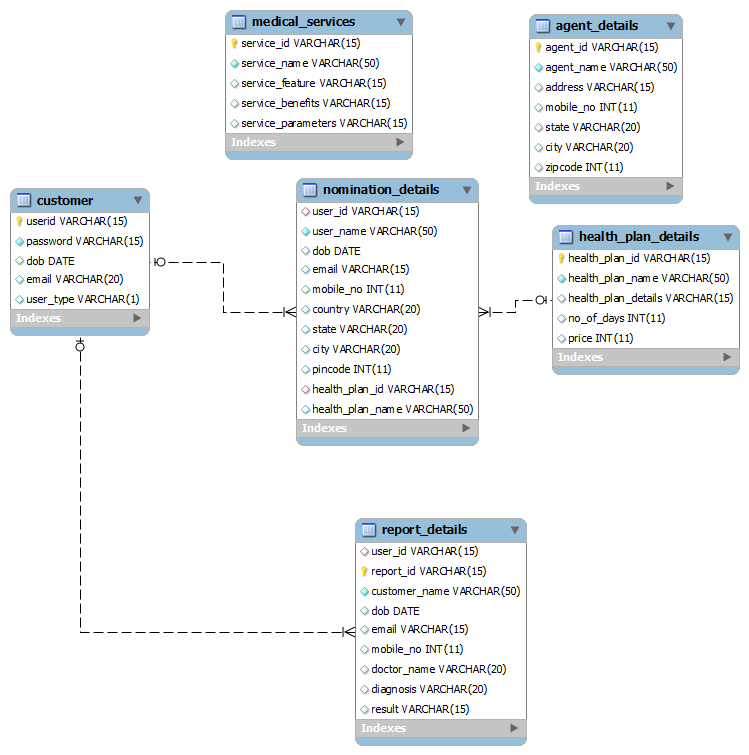 medical_services
service_id VARCHAR(15)
service_name VARCHAR(50)
service_feature VARCHAR(15)
service_benefits VARCHAR(15)
service_parameters VARCHAR(15)
Indexes
agent_details
agent_id VARCHAR(15)
agent_name VARCHAR(50)
address VARCHAR(15)
mobile_no INT(11)
state VARCHAR(20)
city VARCHAR(20)
zipcode INT(11)
Indexes
customer
userid VARCHAR(15)
password VARCHAR(15)
dob DATE
email VARCHAR(20)
user_type VARCHAR(1)
Indexes
nomination_details
user_id VARCHAR(15)
user_name VARCHAR(50)
dob DATE
email VARCHAR(15)
mobile_no INT(11)
country VARCHAR(20)
state VARCHAR(20)
city VARCHAR(20)
pincode INT(11)
health_plan_id VARCHAR(15)
health_plan_name VARCHAR(50)
Indexes
health_plan_details
health_plan_id VARCHAR(15)
health_plan_name VARCHAR(50)
health_plan_details VARCHAR(15)
no_of_days INT(11)
price INT(11)
Indexes
report_details
user_id VARCHAR(15)
report_id VARCHAR(15)
customer_name VARCHAR(50)
dob DATE
email VARCHAR(15)
mobile_no INT(11)
doctor_name VARCHAR(20)
diagnosis VARCHAR(20)
result VARCHAR(15)
Indexes